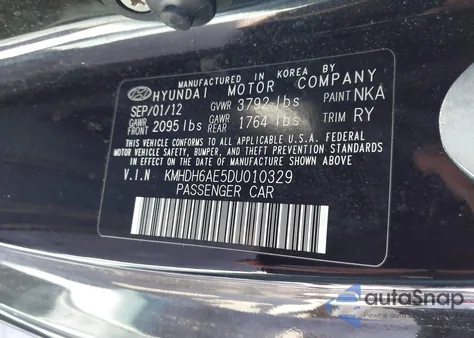 MANUFACTURED IN KOREA BY
HYUNDAI MOTOR COMPANY
SEP/01/12 GVWR 3792 lbs PAINT NKA
GAWR FRONT 2095 lbs GAWR REAR 1764 lbs TRIM RY
THIS VEHICLE CONFORMS TO ALL APPLICABLE U.S.A. FEDERAL
MOTOR VEHICLE SAFETY, BUMPER, AND THEFT PREVENTION STANDARDS
IN EFFECT ON THE DATE OF MANUFACTURE SHOWN ABOVE.
V.I.N KMHDH6AE5DU010329
PASSENGER CAR
autoSnap